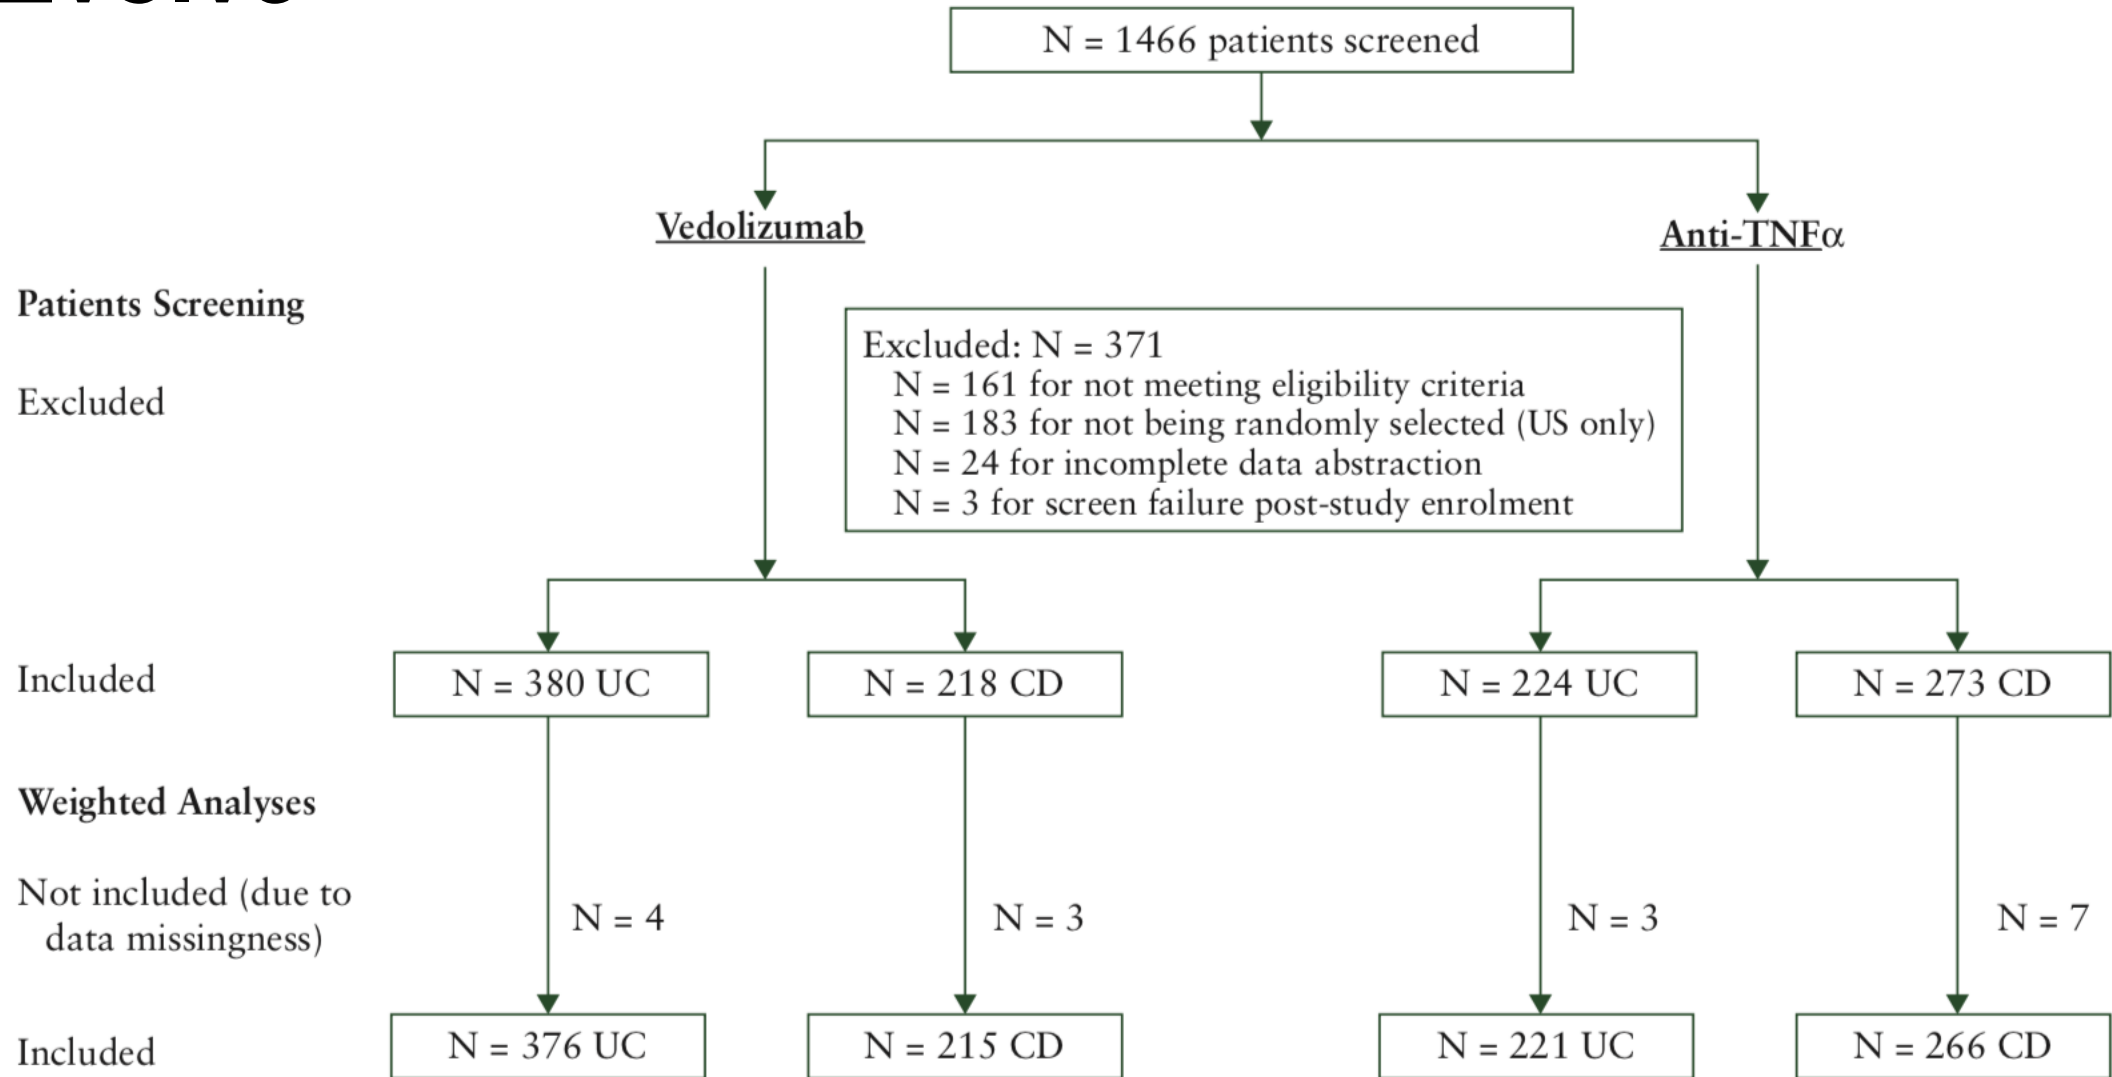 N = 1466 patients screened
Vedolizumab
Anti-TNFα
Patients Screening
Excluded
Excluded: N = 371
N = 161 for not meeting eligibility criteria
N = 183 for not being randomly selected (US only)
N = 24 for incomplete data abstraction
N = 3 for screen failure post-study enrolment
Included
N = 380 UC
N = 218 CD
N = 224 UC
N = 273 CD
Weighted Analyses
Not included (due to
data missingness)
N = 4
N = 3
N = 3
N = 7
Included
N = 376 UC
N = 215 CD
N = 221 UC
N = 266 CD